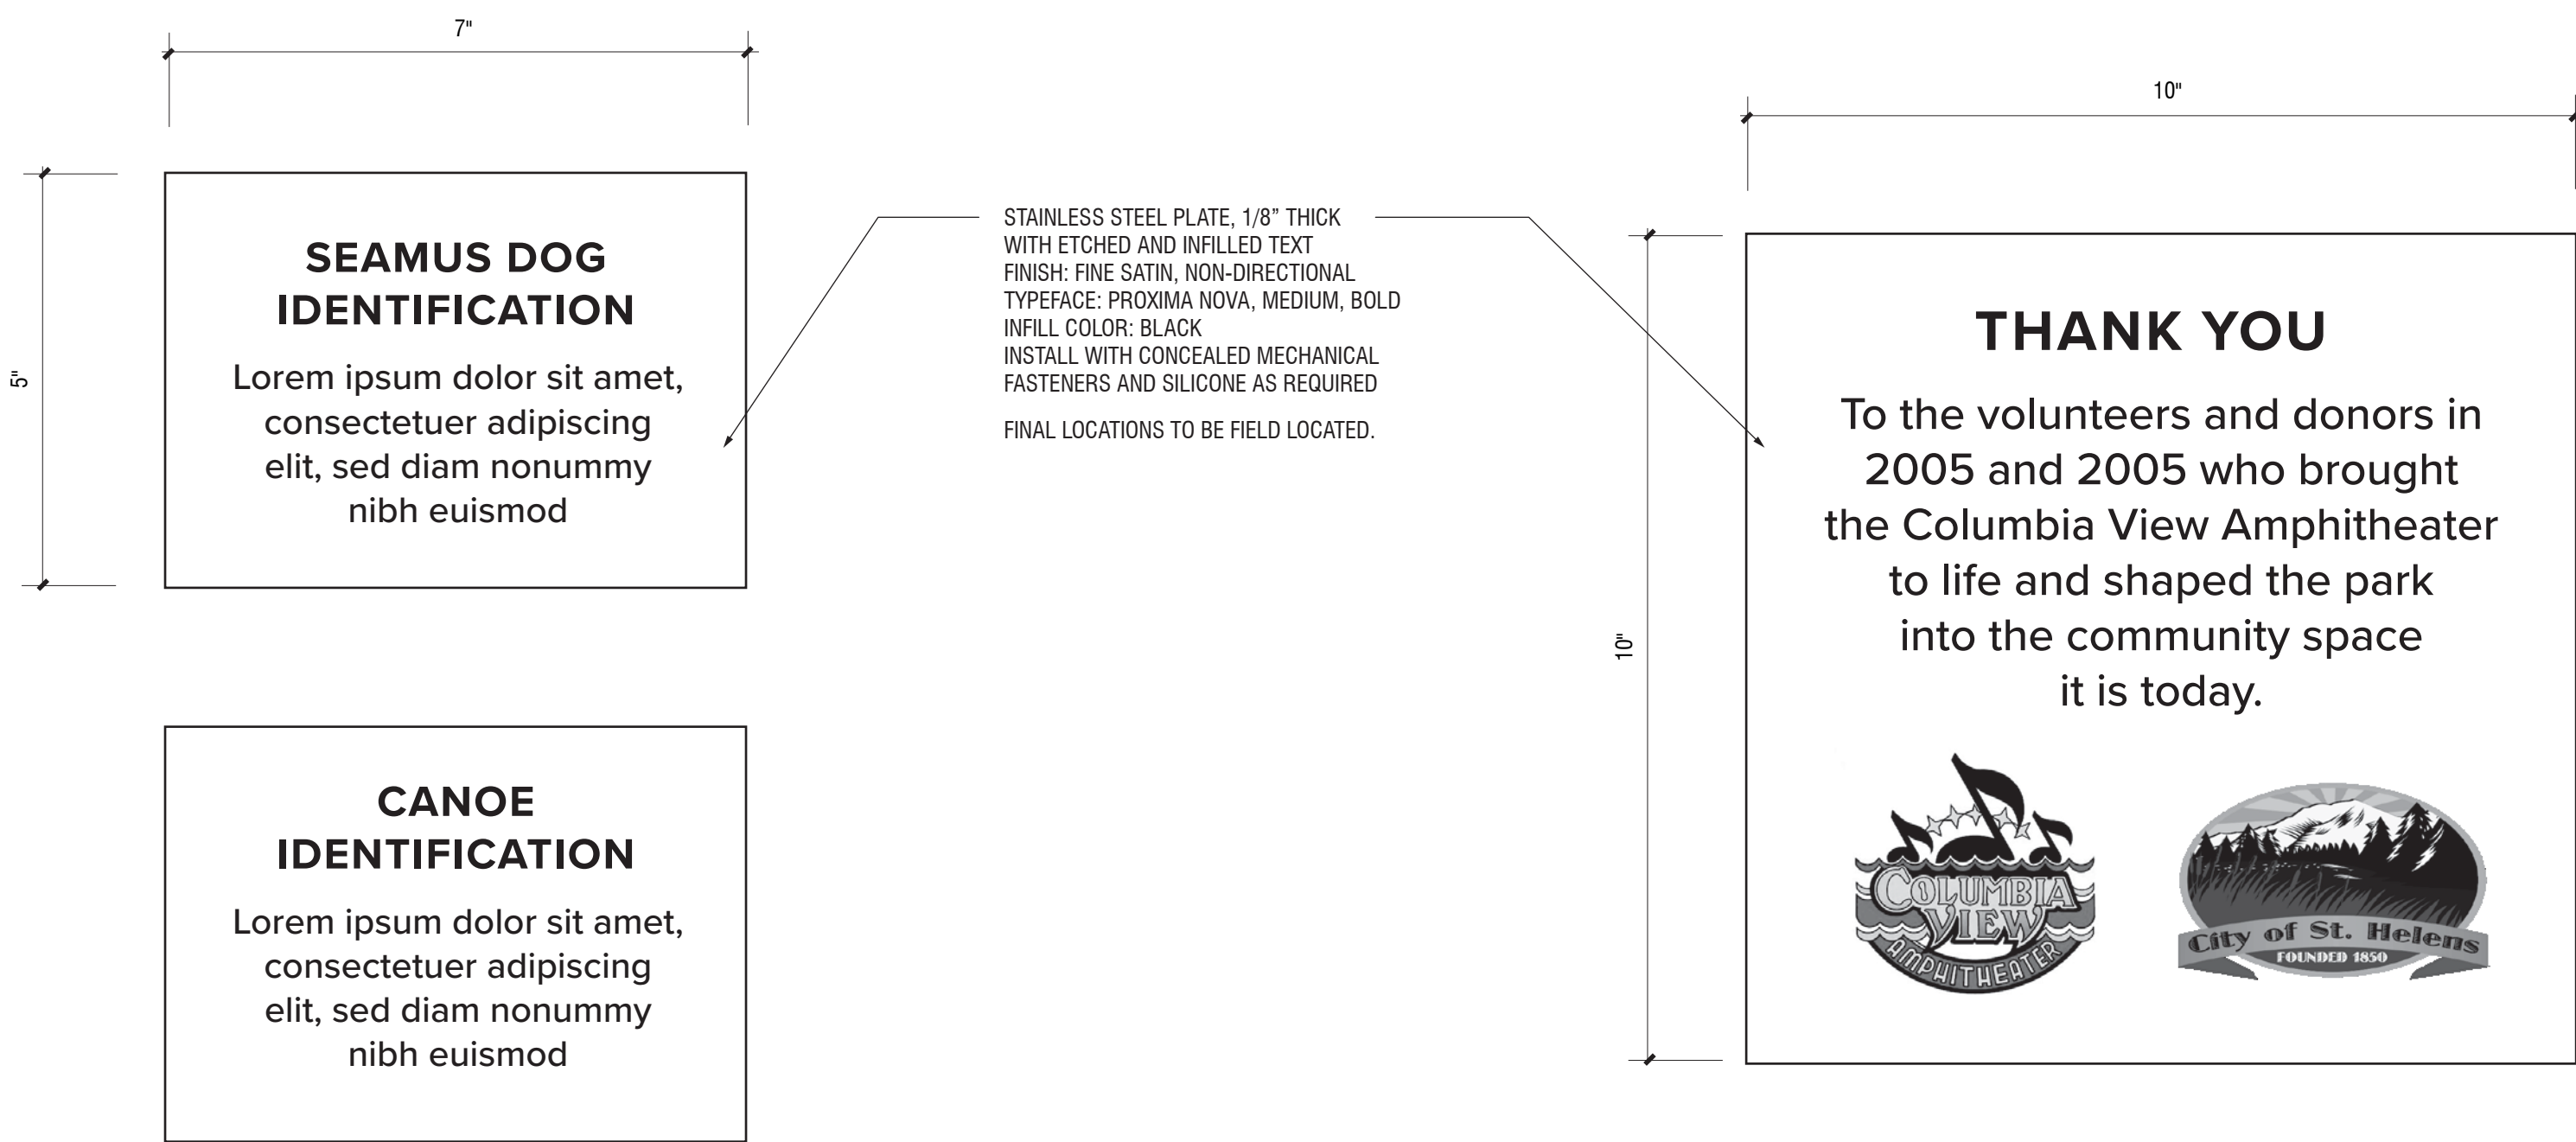 7"
5"
SEAMUS DOG
IDENTIFICATION
Lorem ipsum dolor sit amet,
consectetuer adipiscing
elit, sed diam nonummy
nibh euismod
CANOE
IDENTIFICATION
Lorem ipsum dolor sit amet,
consectetuer adipiscing
elit, sed diam nonummy
nibh euismod
STAINLESS STEEL PLATE, 1/8” THICK
WITH ETCHED AND INFILLED TEXT
FINISH: FINE SATIN, NON-DIRECTIONAL
TYPEFACE: PROXIMA NOVA, MEDIUM, BOLD
INFILL COLOR: BLACK
INSTALL WITH CONCEALED MECHANICAL
FASTENERS AND SILICONE AS REQUIRED
FINAL LOCATIONS TO BE FIELD LOCATED.
10"
10"
THANK YOU
To the volunteers and donors in
2005 and 2005 who brought
the Columbia View Amphitheater
to life and shaped the park
into the community space
it is today.
COLUMBIA
VIEW
AMPHITHEATER
City of St. Helens
FOUNDED 1850